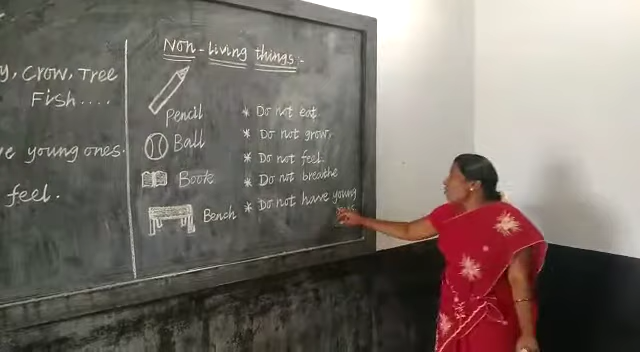 y, Crow, Tree
Fish....
ve young ones.
feel.
Non-Living things:-
Pencil
Ball
Book
Bench
* Do not eat.
* Do not grow.
* Do not feel.
* Do not breathe
* Do not have young